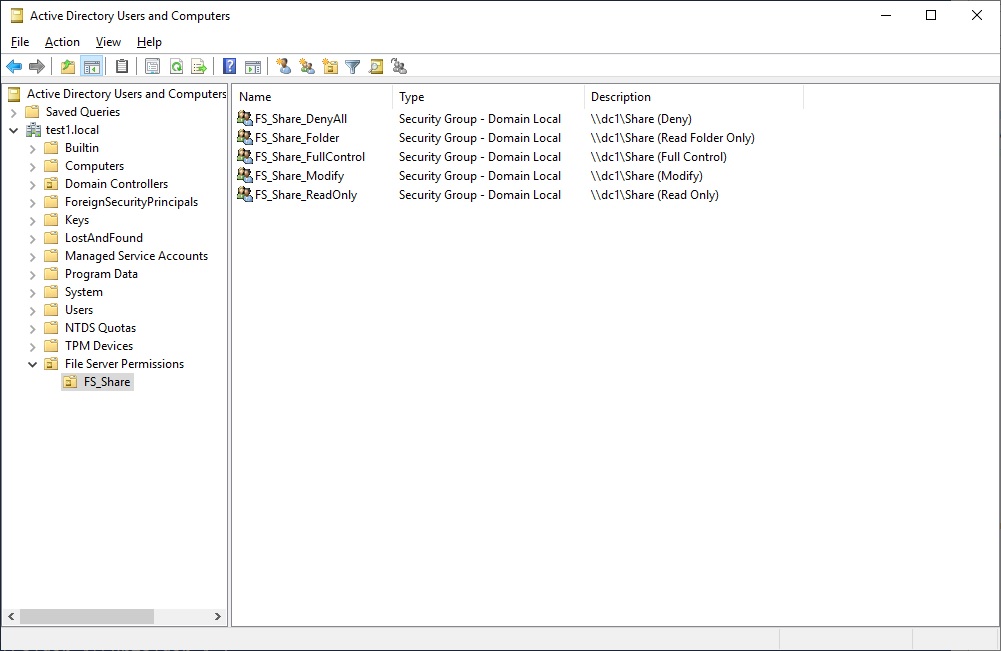 Active Directory Users and Computers
File Action View Help
Active Directory Users and Computers
Saved Queries
test1.local
Builtin
Computers
Domain Controllers
ForeignSecurityPrincipals
Keys
LostAndFound
Managed Service Accounts
Program Data
System
Users
NTDS Quotas
TPM Devices
File Server Permissions
FS_Share
Name Type Description
FS_Share_DenyAll Security Group - Domain Local \\dc1\Share (Deny)
FS_Share_Folder Security Group - Domain Local \\dc1\Share (Read Folder Only)
FS_Share_FullControl Security Group - Domain Local \\dc1\Share (Full Control)
FS_Share_Modify Security Group - Domain Local \\dc1\Share (Modify)
FS_Share_ReadOnly Security Group - Domain Local \\dc1\Share (Read Only)